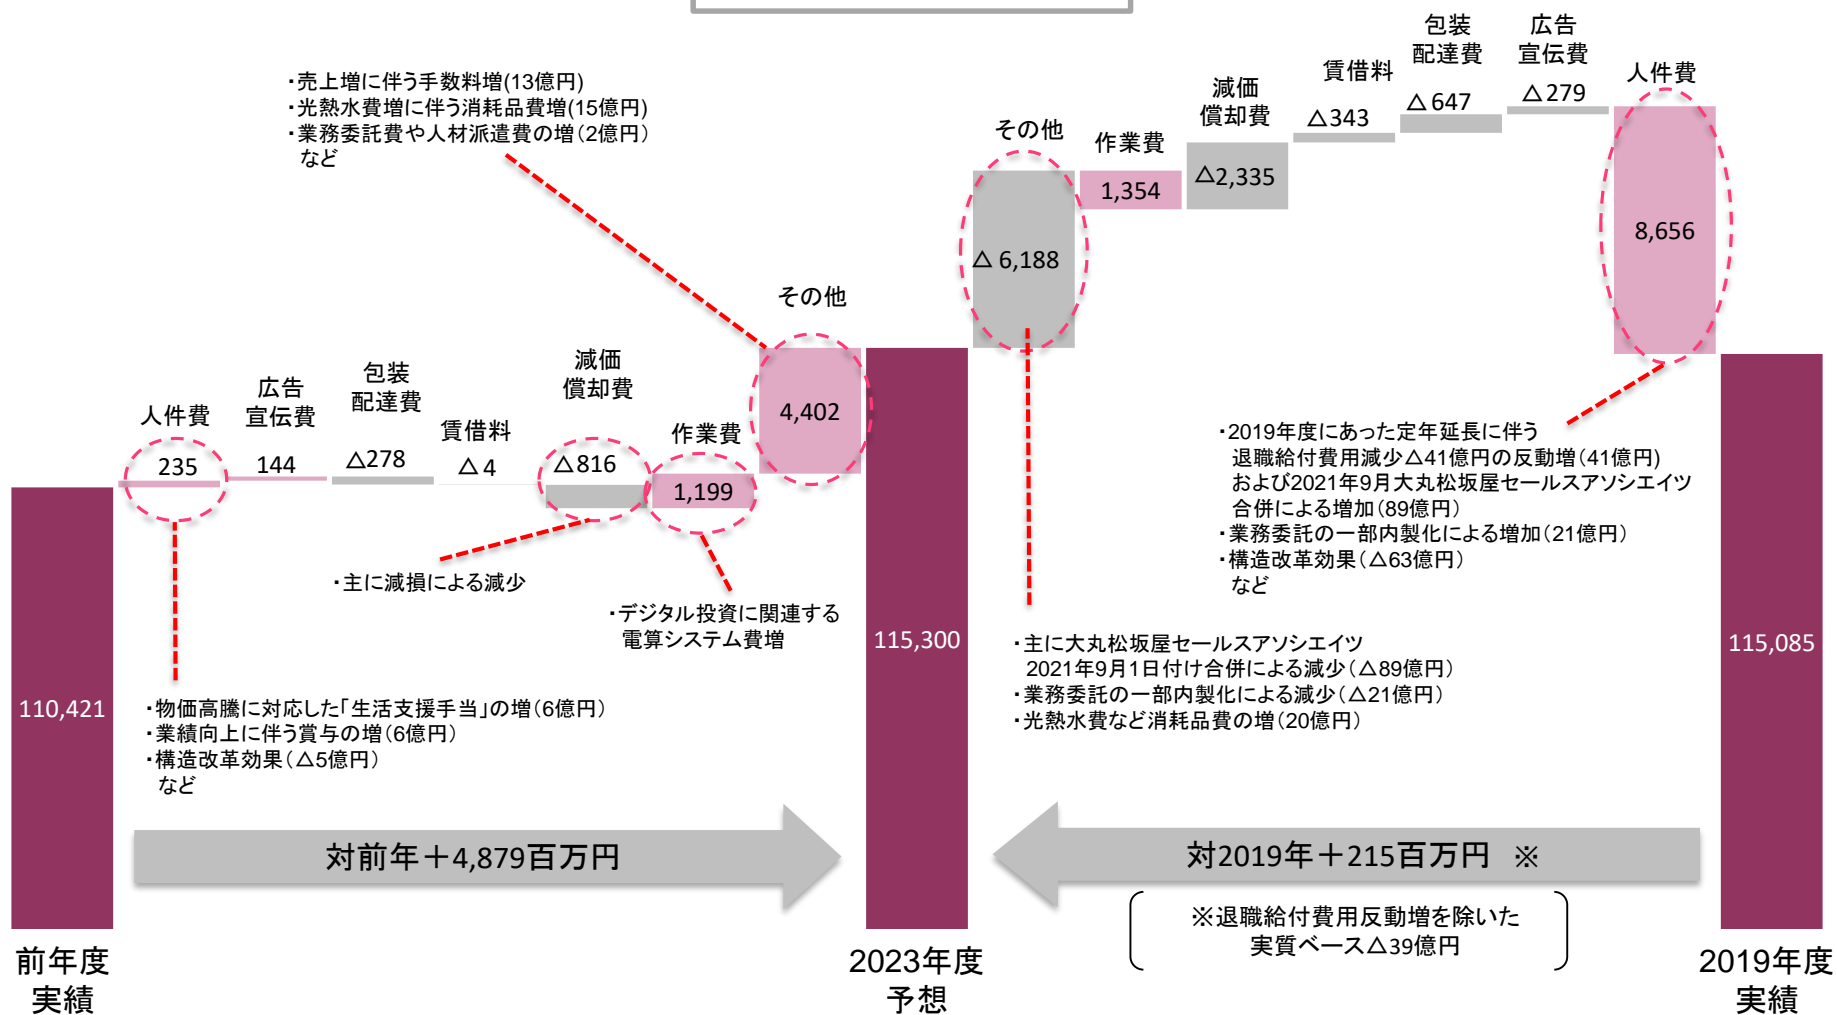 ・売上増に伴う手数料増(13億円)
・光熱水費増に伴う消耗品費増(15億円)
・業務委託費や人材派遣費の増(2億円)
など
人件費
235
広告
宣伝費
144
包装
配達費
△278
賃借料
△4
減価
償却費
△816
作業費
1,199
その他
4,402
その他
△6,188
作業費
1,354
減価
償却費
△2,335
賃借料
△343
包装
配達費
△647
広告
宣伝費
△279
人件費
8,656
・主に減損による減少
・デジタル投資に関連する
電算システム費増
・物価高騰に対応した「生活支援手当」の増(6億円)
・業績向上に伴う賞与の増(6億円)
・構造改革効果(△5億円)
など
・2019年度にあった定年延長に伴う
退職給付費用減少△41億円の反動増(41億円)
および2021年9月大丸松坂屋セールスアソシエイツ
合併による増加(89億円)
・業務委託の一部内製化による増加(21億円)
・構造改革効果(△63億円)
など
・主に大丸松坂屋セールスアソシエイツ
2021年9月1日付け合併による減少(△89億円)
・業務委託の一部内製化による減少(△21億円)
・光熱水費など消耗品費の増(20億円)
110,421
115,300
115,085
対前年＋4,879百万円
対2019年＋215百万円 ※
※退職給付費用反動増を除いた
実質ベース△39億円
前年度
実績
2023年度
予想
2019年度
実績